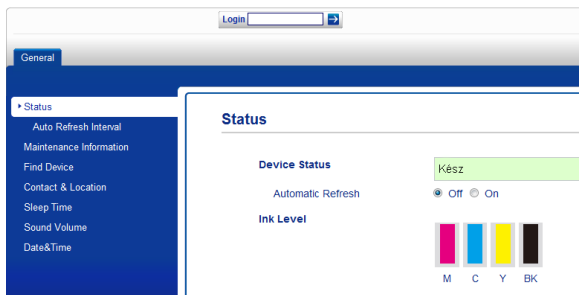 Login
General
Status
Auto Refresh Interval
Maintenance Information
Find Device
Contact & Location
Sleep Time
Sound Volume
Date&Time
Status
Device Status Kész
Automatic Refresh Off On
Ink Level
M C Y BK